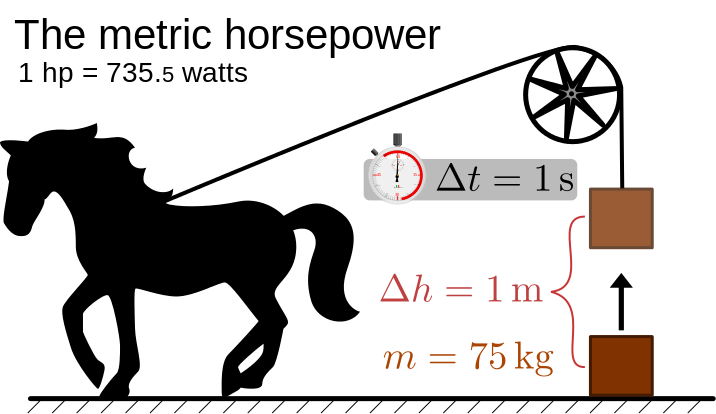 The metric horsepower
1 hp = 735.5 watts
Δt = 1 s
Δh = 1 m
m = 75 kg